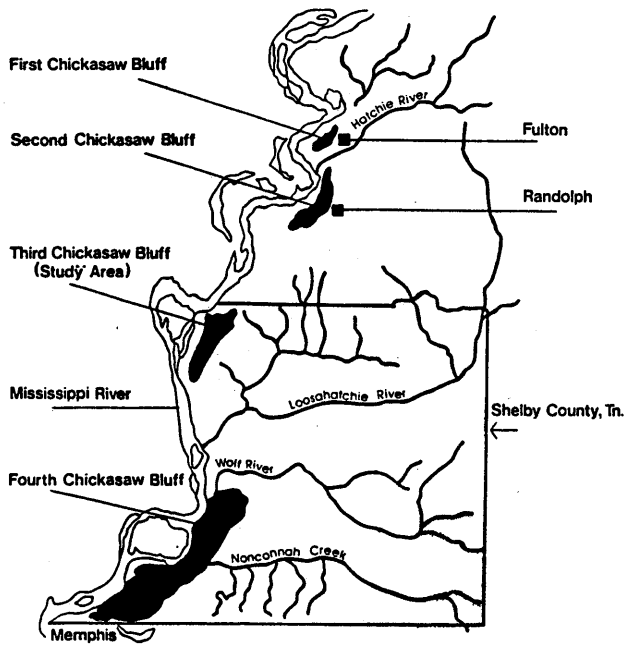 First Chickasaw Bluff
Hatchie River
Fulton
Second Chickasaw Bluff
Randolph
Third Chickasaw Bluff
(Study Area)
Mississippi River
Loosahatchie River
Shelby County, Tn.
Wolf River
Fourth Chickasaw Bluff
Nonconnah Creek
Memphis